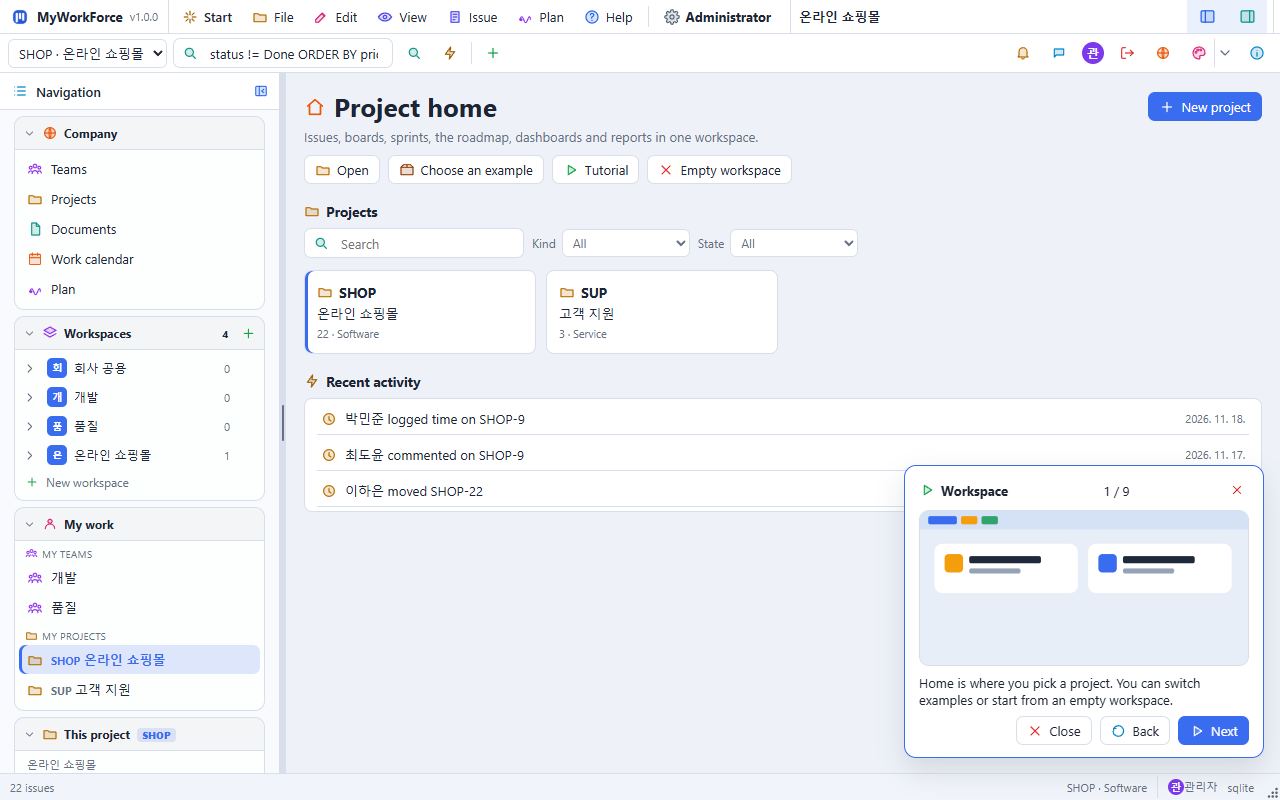 MyWorkForce v1.0.0 Start File Edit View Issue Plan Help Administrator 온라인 쇼핑몰
SHOP · 온라인 쇼핑몰 status != Done ORDER BY 관
Navigation
Company
Teams
Projects
Documents
Work calendar
Plan
Workspaces 4
회 회사 공용 0
개 개발 0
품 품질 0
온 온라인 쇼핑몰 1
New workspace
My work
MY TEAMS
개발
품질
MY PROJECTS
SHOP 온라인 쇼핑몰
SUP 고객 지원
This project SHOP
온라인 쇼핑몰
Project home
New project
Issues, boards, sprints, the roadmap, dashboards and reports in one workspace.
Open Choose an example Tutorial Empty workspace
Projects
Search Kind All State All
SHOP
온라인 쇼핑몰
22 · Software
SUP
고객 지원
3 · Service
Recent activity
박민준 logged time on SHOP-9 2026. 11. 18.
최도윤 commented on SHOP-9 2026. 11. 17.
이하은 moved SHOP-22
Workspace 1 / 9
Home is where you pick a project. You can switch
examples or start from an empty workspace.
Close Back Next
22 issues SHOP · Software 관 관리자 sqlite